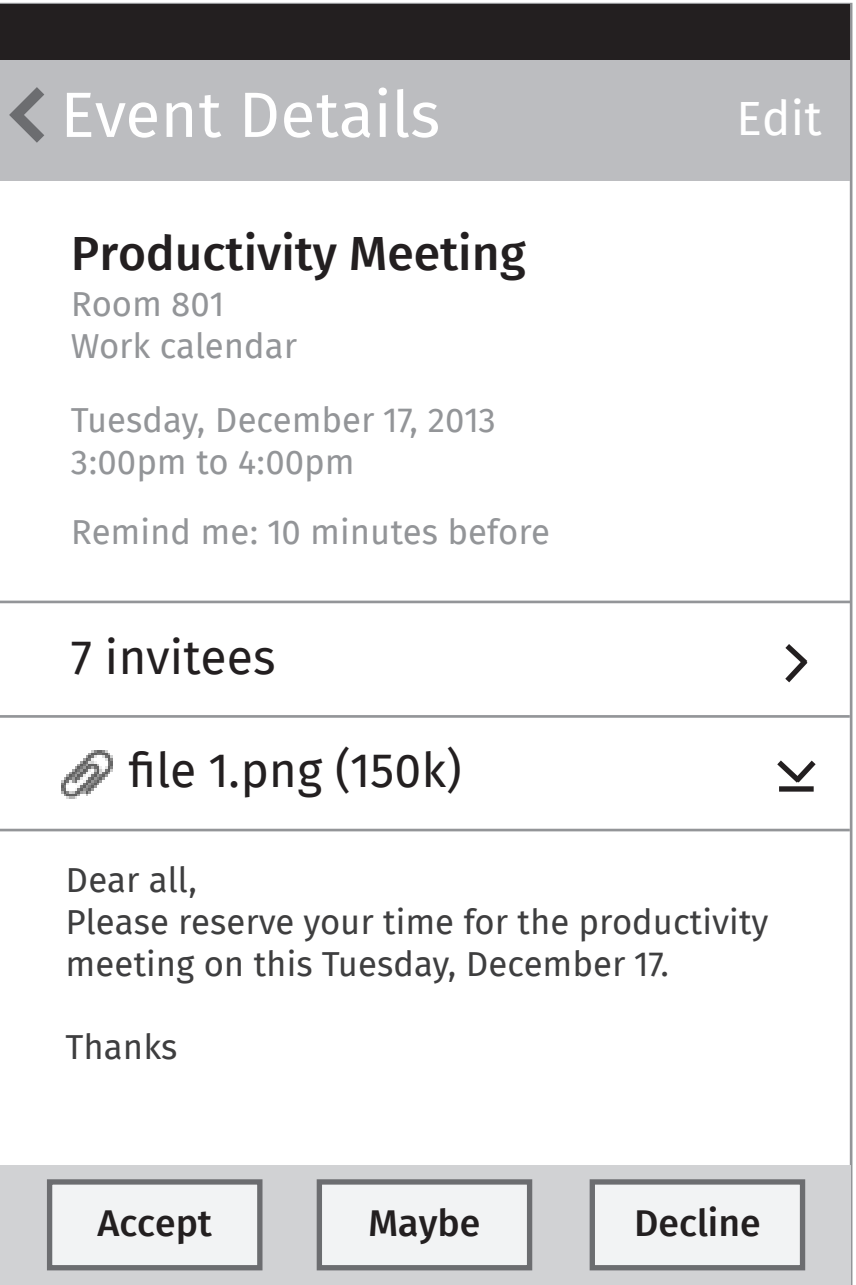 Event Details
Edit
Productivity Meeting
Room 801
Work calendar
Tuesday, December 17, 2013
3:00pm to 4:00pm
Remind me: 10 minutes before
7 invitees
file 1.png (150k)
Dear all,
Please reserve your time for the productivity
meeting on this Tuesday, December 17.
Thanks
Accept
Maybe
Decline